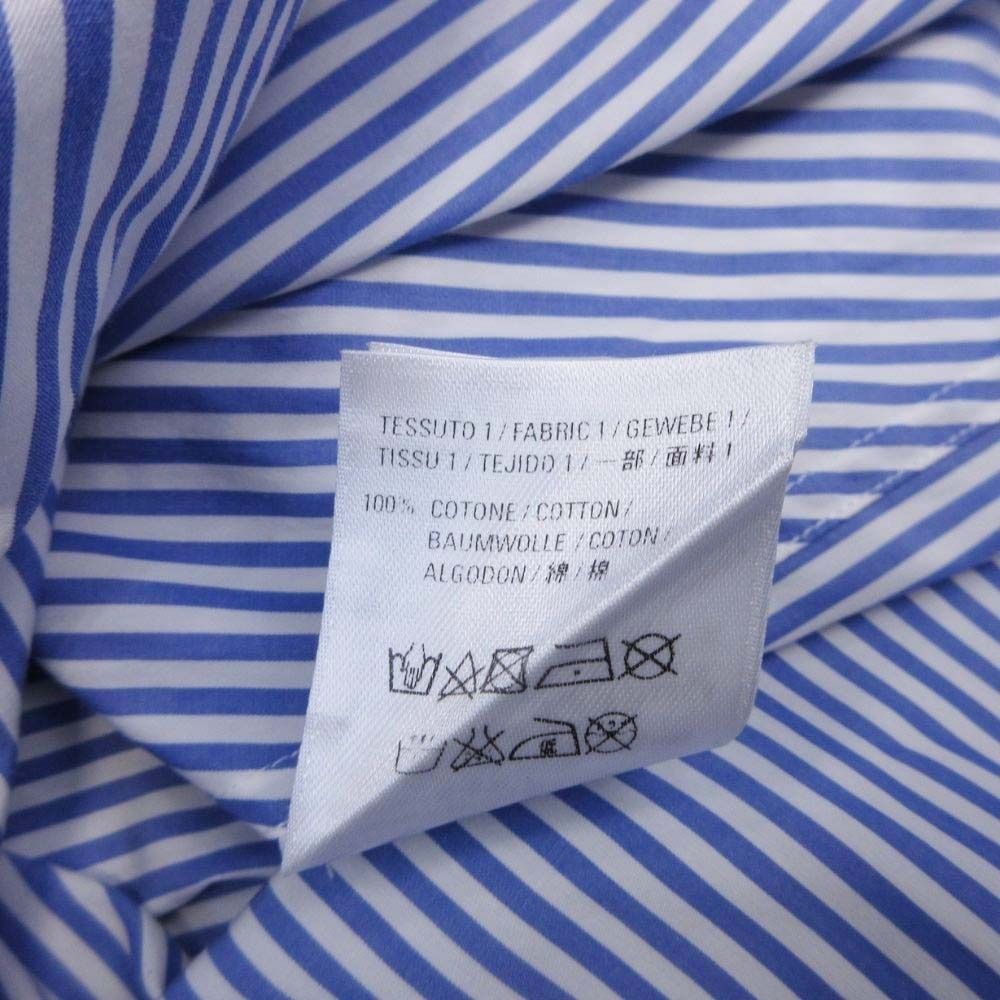 TESSUTO 1 / FABRIC 1 / GEWEBE 1 /
TISSU 1 / TEJIDO 1 / 一部 / 面料 1
100% COTONE / COTTON /
BAUMWOLLE / COTON /
ALGODON / 綿 / 棉
低